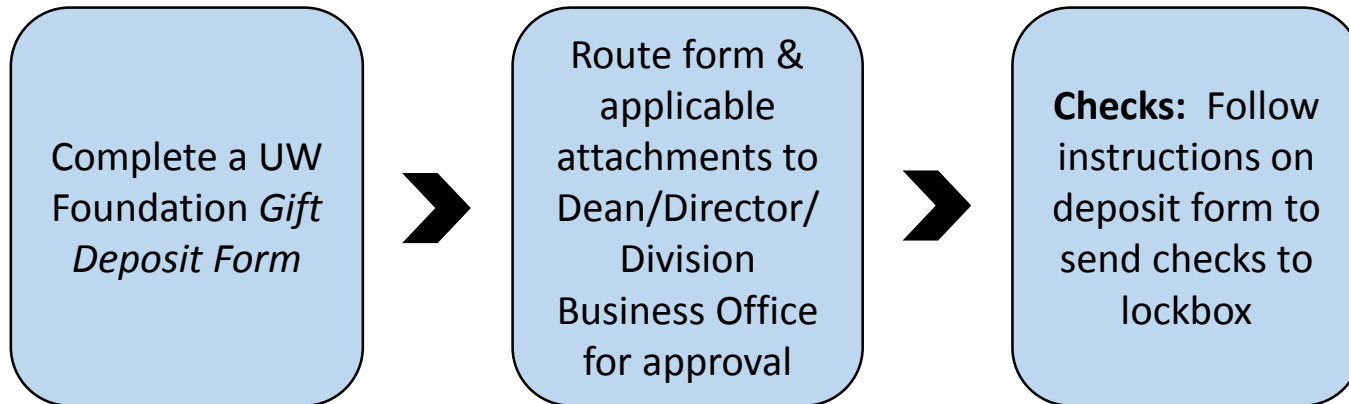 Complete a UW
Foundation Gift
Deposit Form
Route form &
applicable
attachments to
Dean/Director/
Division
Business Office
for approval
Checks:  Follow
instructions on
deposit form to
send checks to
lockbox